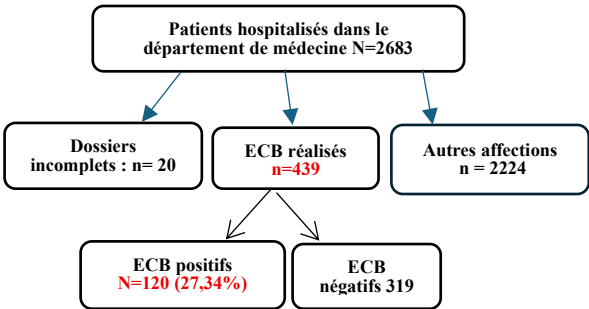 Patients hospitalisés dans le
département de médecine N=2683
Dossiers
incomplets : n= 20
ECB réalisés
n=439
Autres affections
n = 2224
ECB positifs
N=120 (27,34%)
ECB
négatifs 319